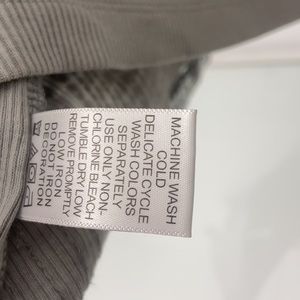 MACHINE WASH
COLD
DELICATE CYCLE
WASH COLORS
SEPARATELY
USE ONLY NON-
CHLORINE BLEACH
TUMBLE DRY LOW
REMOVE PROMPTLY
LOW IRON
DO NOT IRON
DECORATION